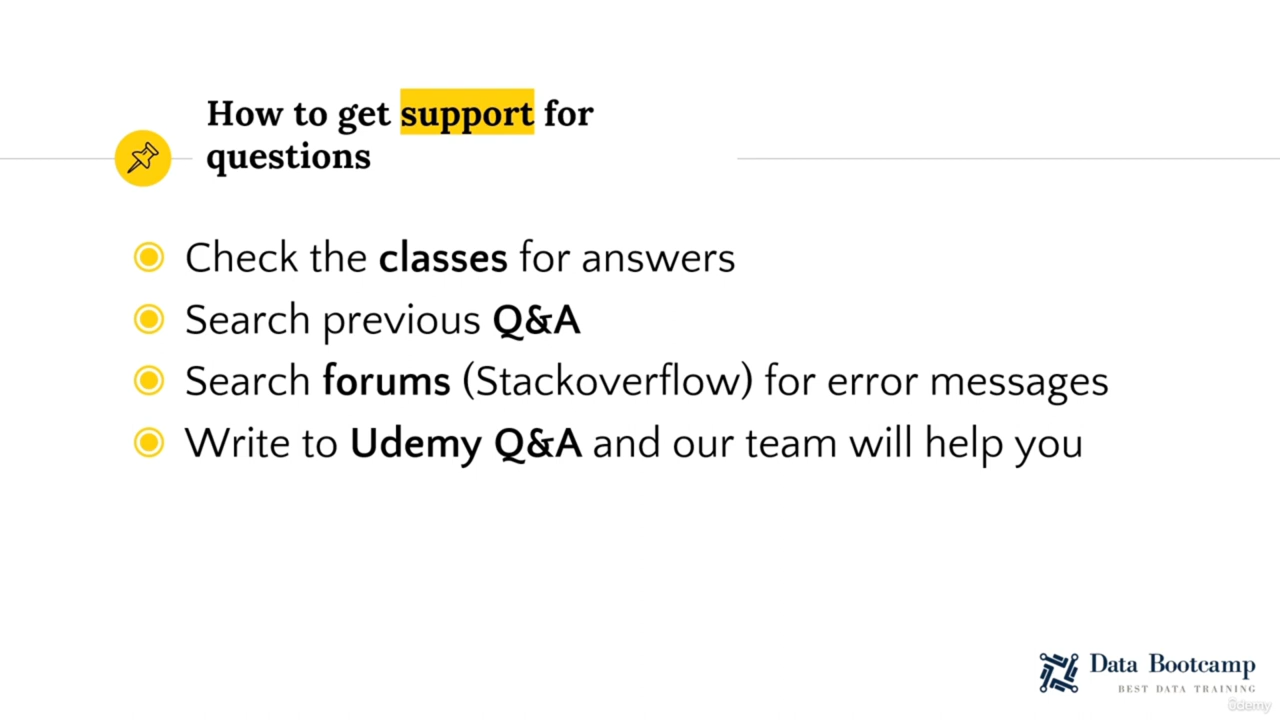 How to get support for
questions
Check the classes for answers
Search previous Q&A
Search forums (Stackoverflow) for error messages
Write to Udemy Q&A and our team will help you
Data Bootcamp
BEST DATA TRAINING
ûdemy